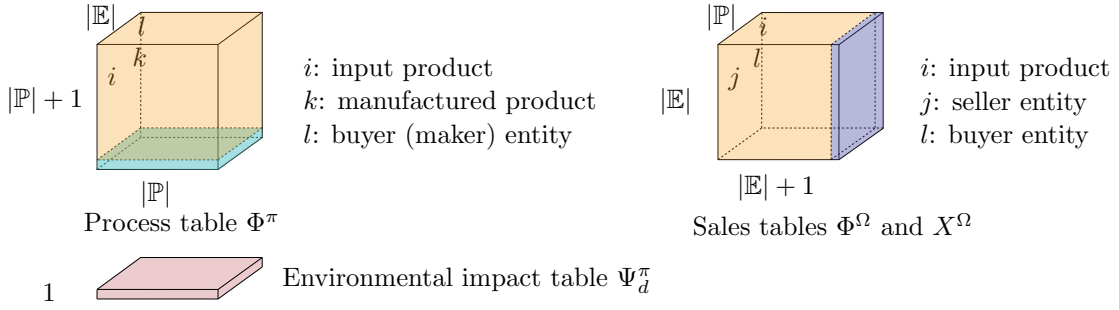 |𝔼|
l
k
i
|ℙ| + 1
|ℙ|
i: input product
k: manufactured product
l: buyer (maker) entity
Process table Φ^π
|ℙ|
i
l
j
|𝔼|
|𝔼| + 1
i: input product
j: seller entity
l: buyer entity
Sales tables Φ^Ω and X^Ω
1
Environmental impact table Ψ_d^π